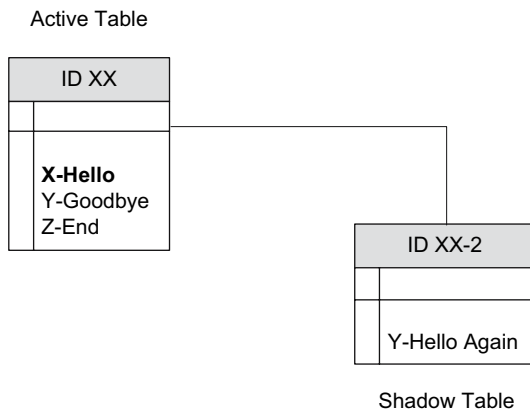 Active Table
ID XX
X-Hello
Y-Goodbye
Z-End
ID XX-2
Y-Hello Again
Shadow Table